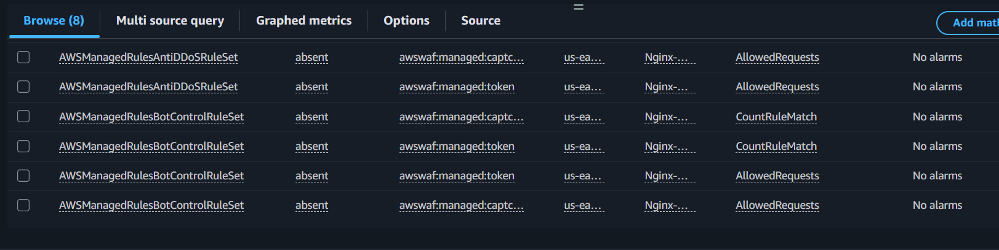 Browse (8) Multi source query Graphed metrics Options Source Add matl
AWSManagedRulesAntiDDoSRuleSet absent awswaf:managed:captc... us-ea... Nginx-... AllowedRequests No alarms
AWSManagedRulesAntiDDoSRuleSet absent awswaf:managed:token us-ea... Nginx-... AllowedRequests No alarms
AWSManagedRulesBotControlRuleSet absent awswaf:managed:captc... us-ea... Nginx-... CountRuleMatch No alarms
AWSManagedRulesBotControlRuleSet absent awswaf:managed:token us-ea... Nginx-... CountRuleMatch No alarms
AWSManagedRulesBotControlRuleSet absent awswaf:managed:token us-ea... Nginx-... AllowedRequests No alarms
AWSManagedRulesBotControlRuleSet absent awswaf:managed:captc... us-ea... Nginx-... AllowedRequests No alarms